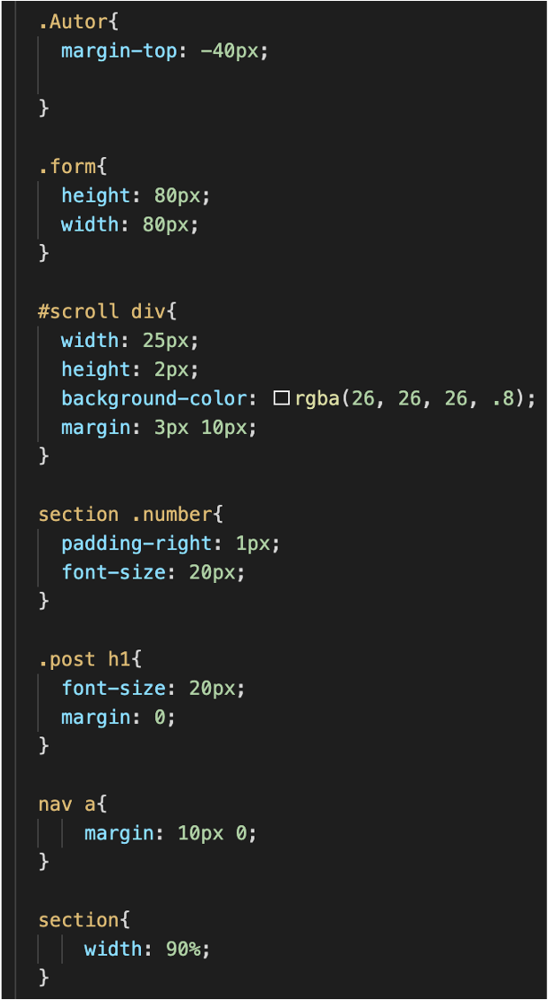 .Autor{
  margin-top: -40px;

}

.form{
  height: 80px;
  width: 80px;
}

#scroll div{
  width: 25px;
  height: 2px;
  background-color: rgba(26, 26, 26, .8);
  margin: 3px 10px;
}

section .number{
  padding-right: 1px;
  font-size: 20px;
}

.post h1{
  font-size: 20px;
  margin: 0;
}

nav a{
    margin: 10px 0;
}

section{
    width: 90%;
}